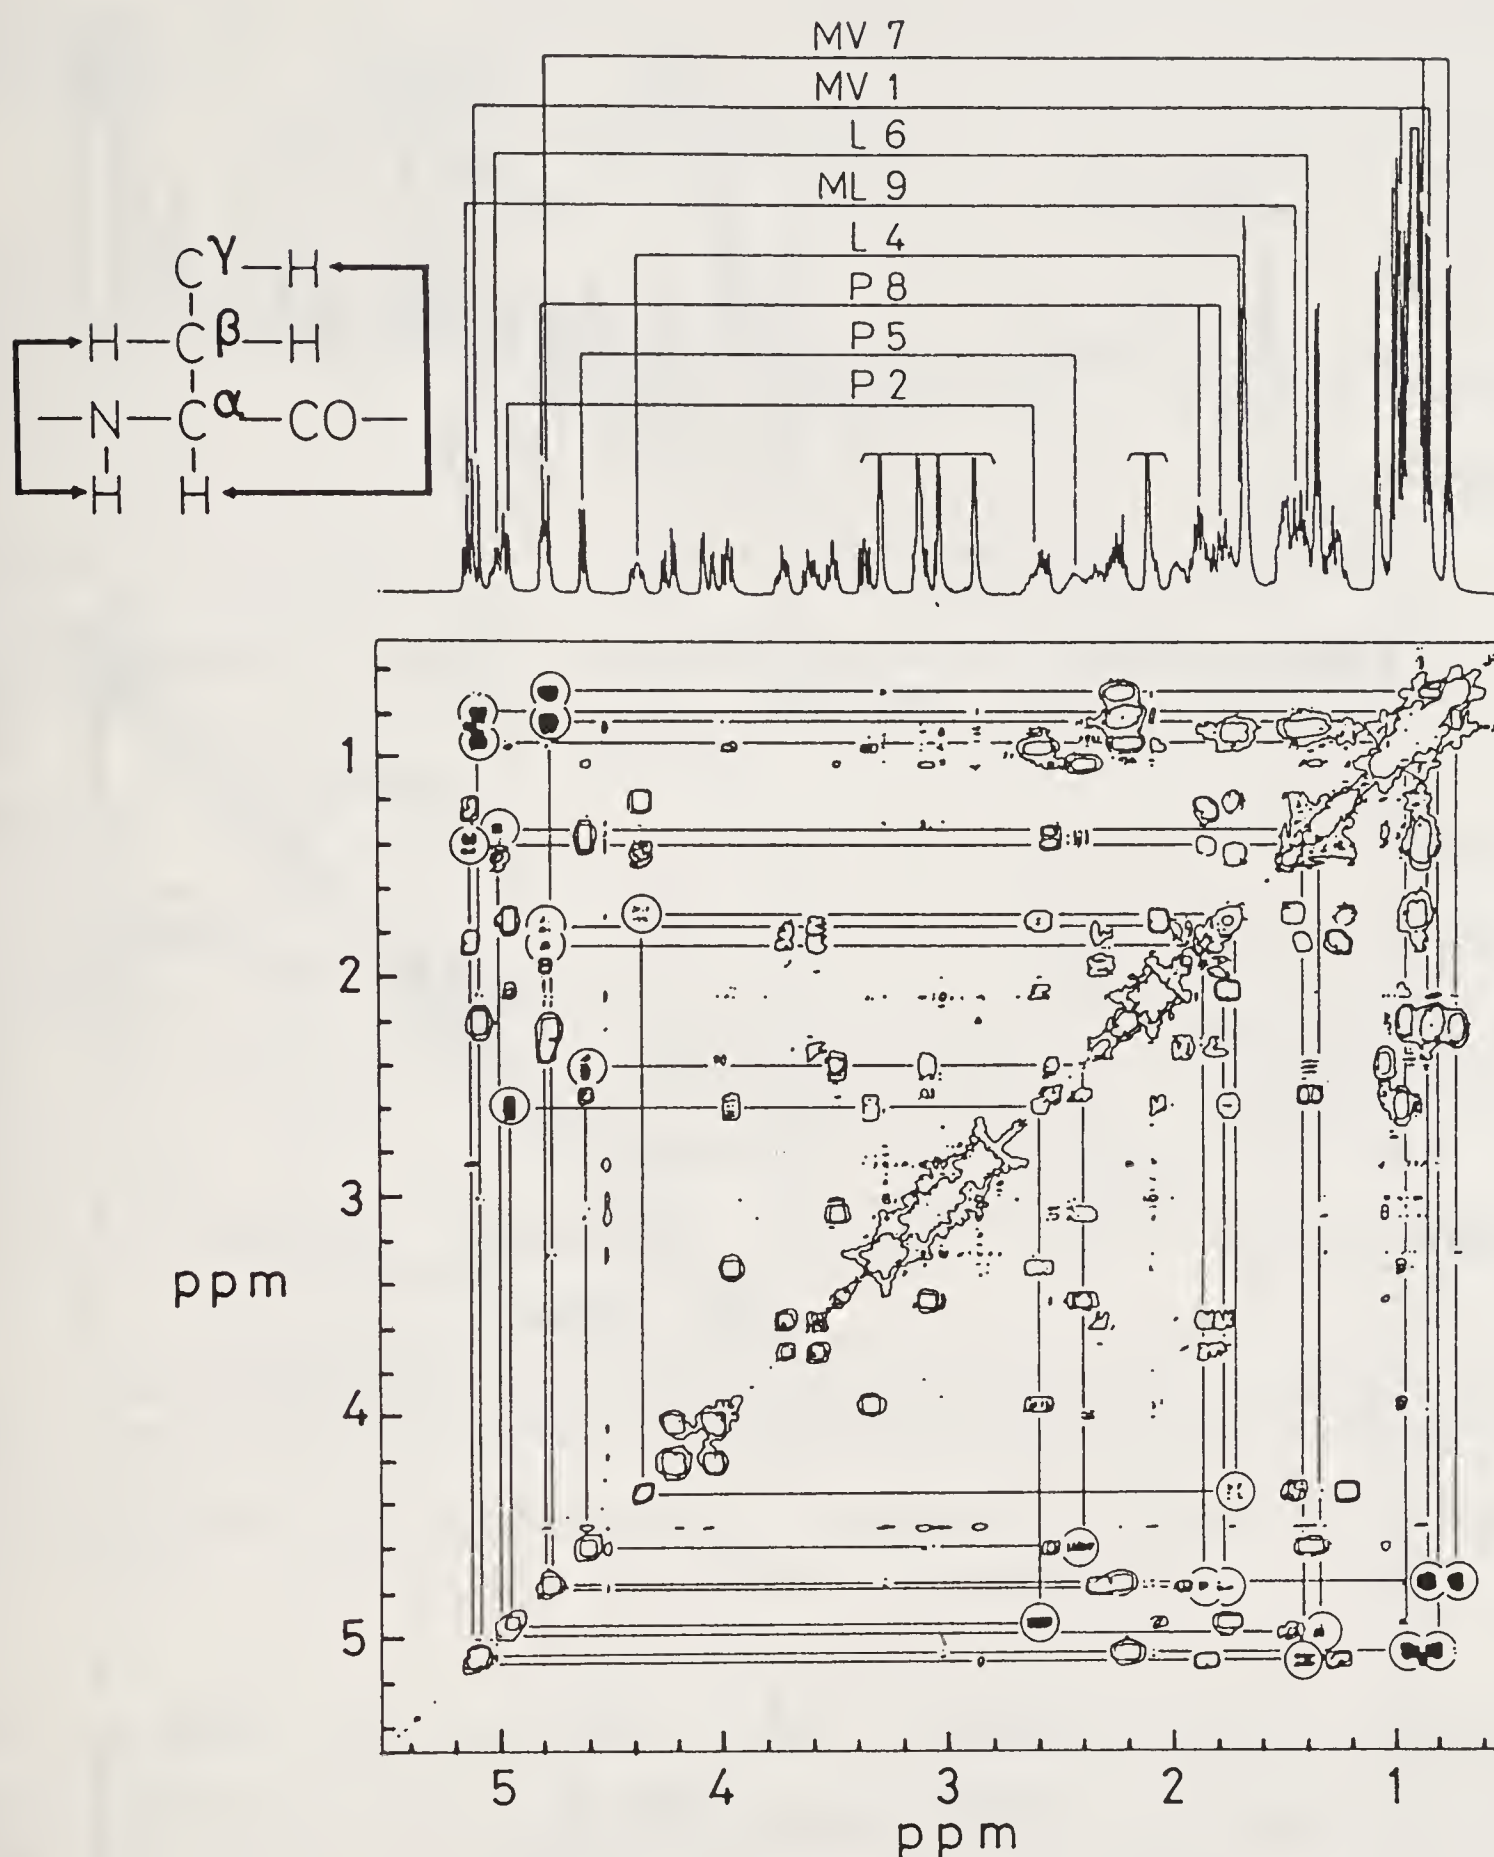 MV 7
MV 1
L 6
ML 9
L 4
P 8
P 5
P 2
Cγ—H
H—Cβ—H
—N—Cα—CO—
H H
1
2
3
4
5
ppm
5 4 3 2 1
ppm